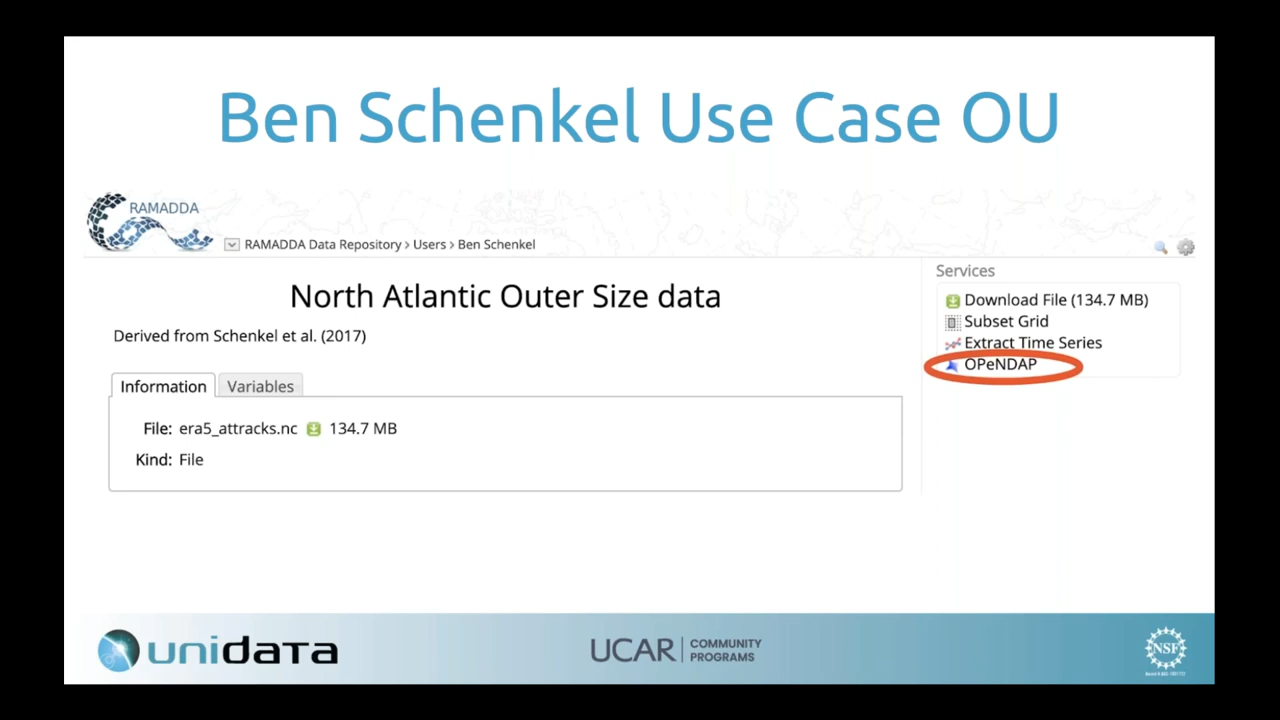 Ben Schenkel Use Case OU
RAMADDA
RAMADDA Data Repository › Users › Ben Schenkel
North Atlantic Outer Size data
Derived from Schenkel et al. (2017)
Information Variables
File: era5_attracks.nc 134.7 MB
Kind: File
Services
Download File (134.7 MB)
Subset Grid
Extract Time Series
OPeNDAP
unidata
UCAR COMMUNITY
PROGRAMS
NSF